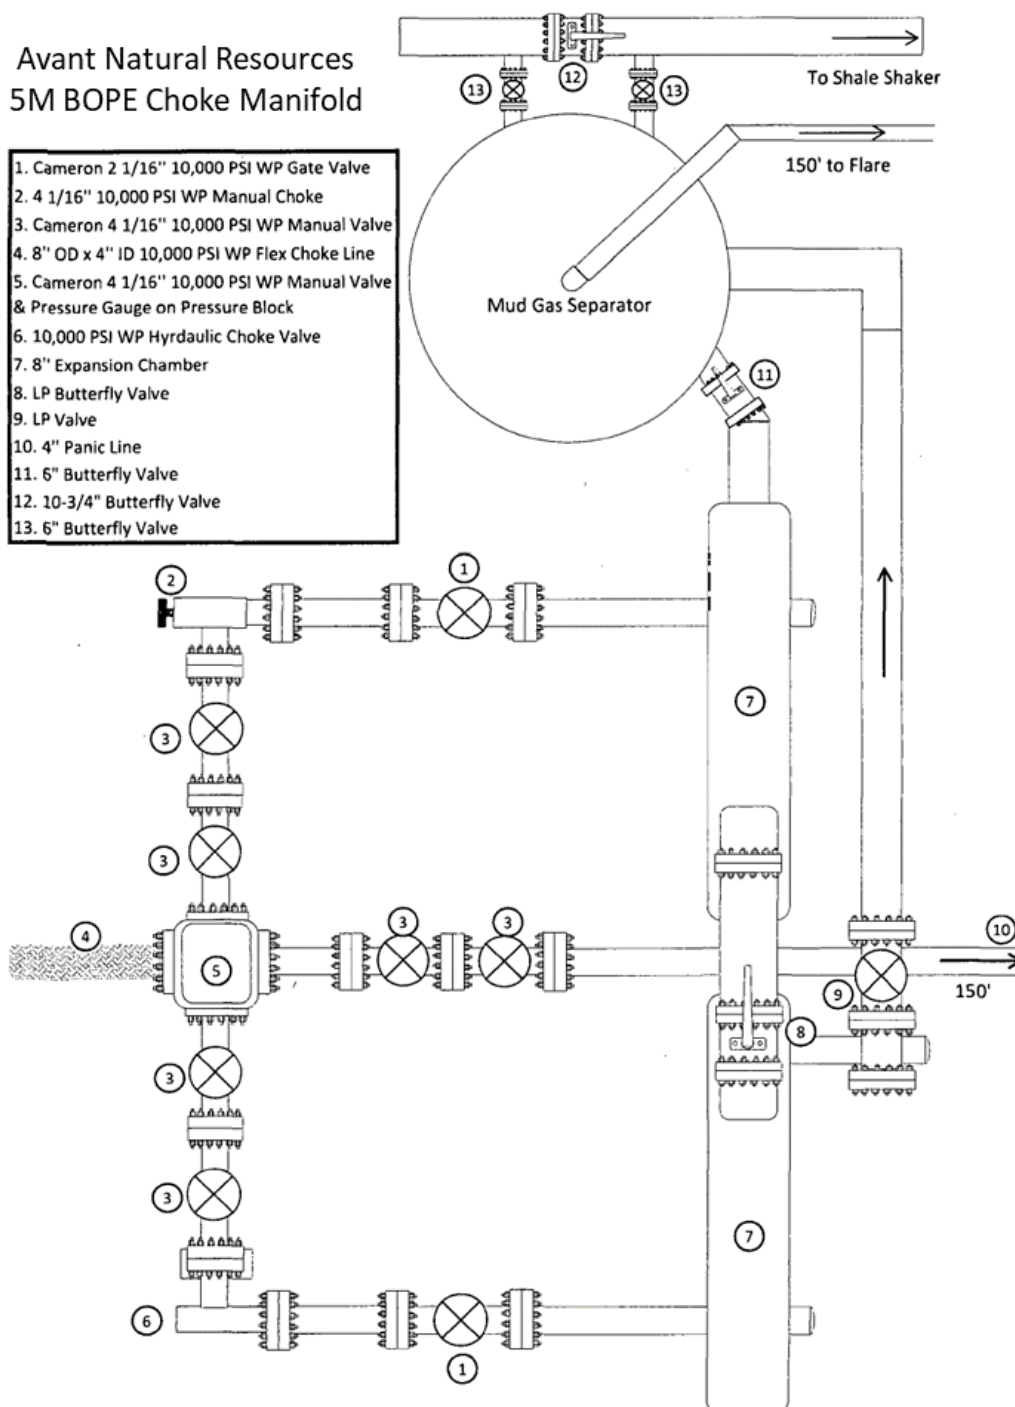 Avant Natural Resources
5M BOPE Choke Manifold
1. Cameron 2 1/16" 10,000 PSI WP Gate Valve
2. 4 1/16" 10,000 PSI WP Manual Choke
3. Cameron 4 1/16" 10,000 PSI WP Manual Valve
4. 8" OD x 4" ID 10,000 PSI WP Flex Choke Line
5. Cameron 4 1/16" 10,000 PSI WP Manual Valve
& Pressure Gauge on Pressure Block
6. 10,000 PSI WP Hyrdaulic Choke Valve
7. 8" Expansion Chamber
8. LP Butterfly Valve
9. LP Valve
10. 4" Panic Line
11. 6" Butterfly Valve
12. 10-3/4" Butterfly Valve
13. 6" Butterfly Valve
12
To Shale Shaker
13
13
150' to Flare
Mud Gas Separator
11
1
2
7
3
3
4
3
3
10
5
150'
9
8
3
3
7
6
1